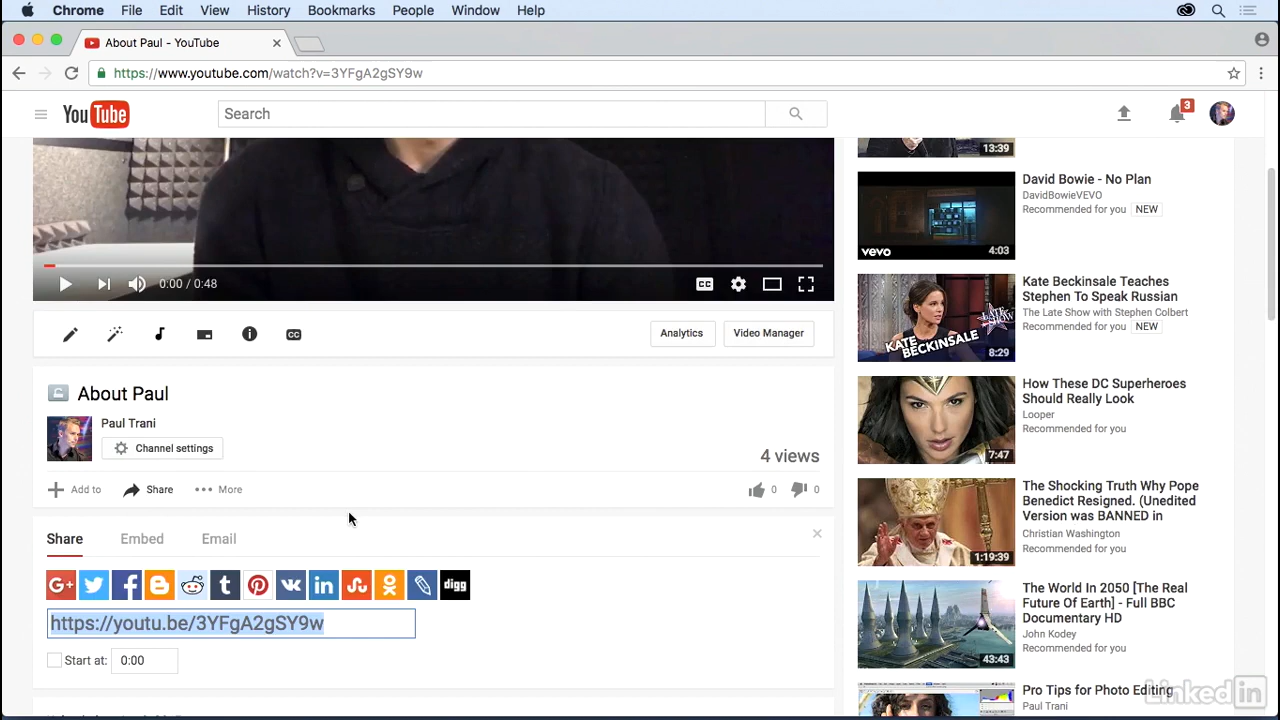 Chrome File Edit View History Bookmarks People Window Help
About Paul - YouTube
https://www.youtube.com/watch?v=3YFgA2gSY9w
YouTube
Search
3
13:39
David Bowie - No Plan
DavidBowieVEVO
Recommended for you NEW
vevo
4:03
Kate Beckinsale Teaches
Stephen To Speak Russian
The Late Show with Stephen Colbert
Recommended for you NEW
LATE SHOW
KATE
BECKINSALE
8:29
0:00 / 0:48
CC
Analytics
Video Manager
CC
How These DC Superheroes
Should Really Look
Looper
Recommended for you
7:47
About Paul
Paul Trani
Channel settings
4 views
Add to
Share
More
0
0
The Shocking Truth Why Pope
Benedict Resigned. (Unedited
Version was BANNED in
Christian Washington
Recommended for you
1:19:39
Share
Embed
Email
G+
digg
https://youtu.be/3YFgA2gSY9w
Start at: 0:00
The World In 2050 [The Real
Future Of Earth] - Full BBC
Documentary HD
John Kodey
Recommended for you
43:43
Pro Tips for Photo Editing
Paul Trani
Linked in